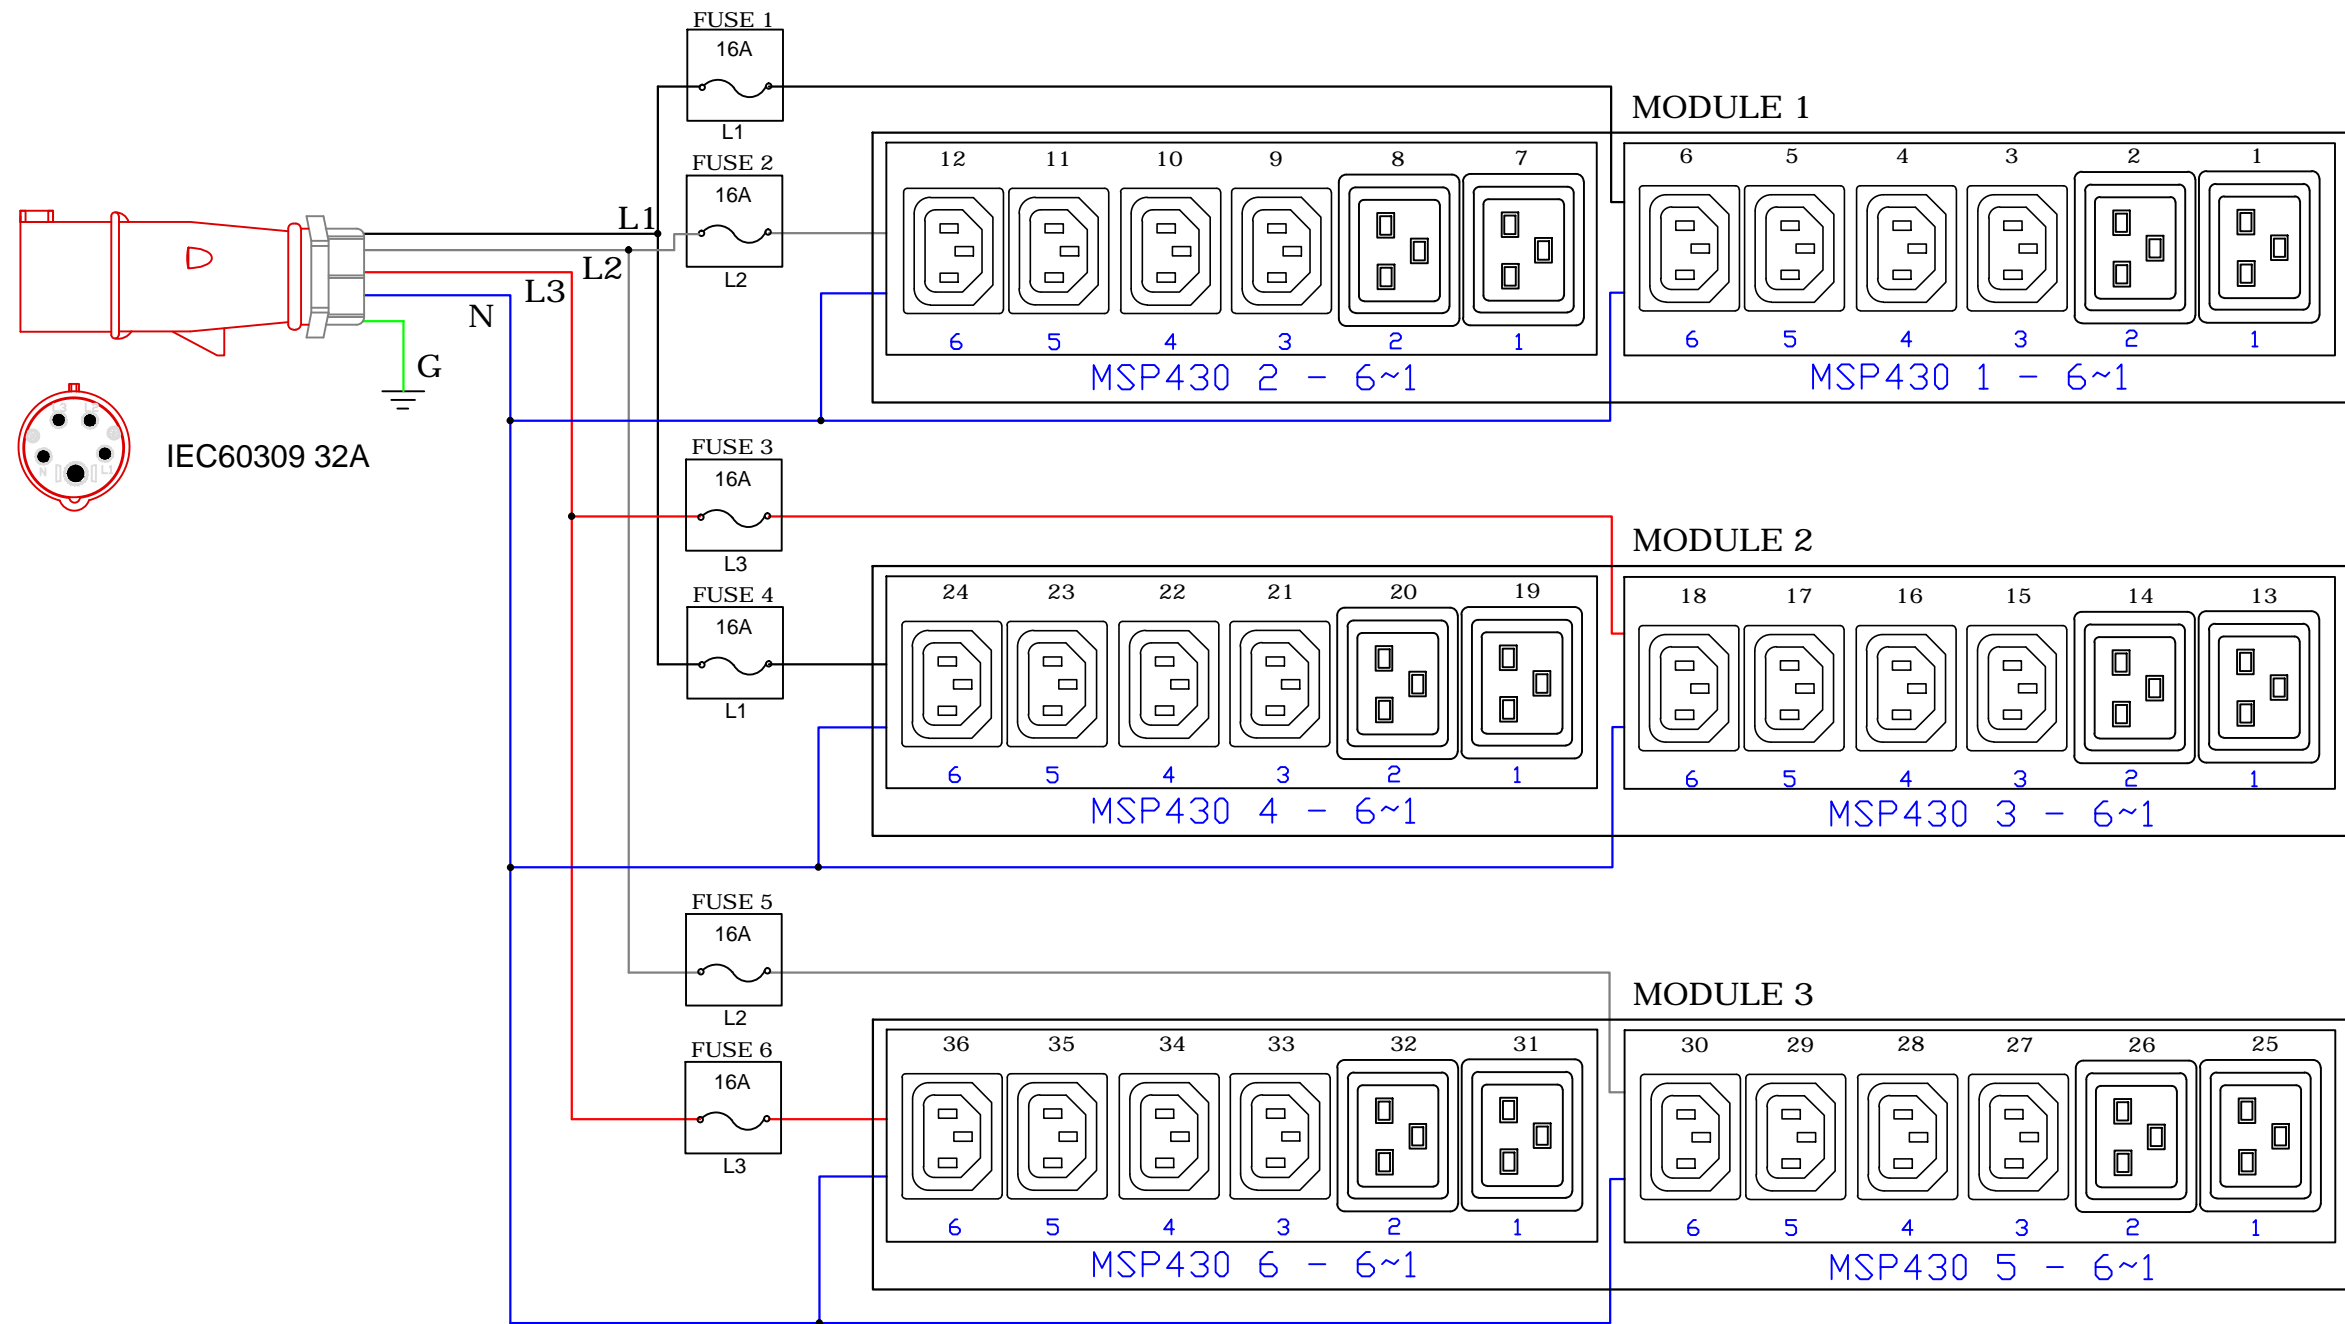 FUSE 1
16A
L1
MODULE 1
FUSE 2
16A
L2
12 11 10 9 8 7
6 5 4 3 2 1
6 5 4 3 2 1
6 5 4 3 2 1
MSP430 2 - 6~1
MSP430 1 - 6~1
L1
L2
L3
N
G
L3 L2
N L1
IEC60309 32A
FUSE 3
16A
L3
MODULE 2
FUSE 4
16A
L1
24 23 22 21 20 19
18 17 16 15 14 13
6 5 4 3 2 1
6 5 4 3 2 1
MSP430 4 - 6~1
MSP430 3 - 6~1
FUSE 5
16A
L2
MODULE 3
FUSE 6
16A
L3
36 35 34 33 32 31
30 29 28 27 26 25
6 5 4 3 2 1
6 5 4 3 2 1
MSP430 6 - 6~1
MSP430 5 - 6~1